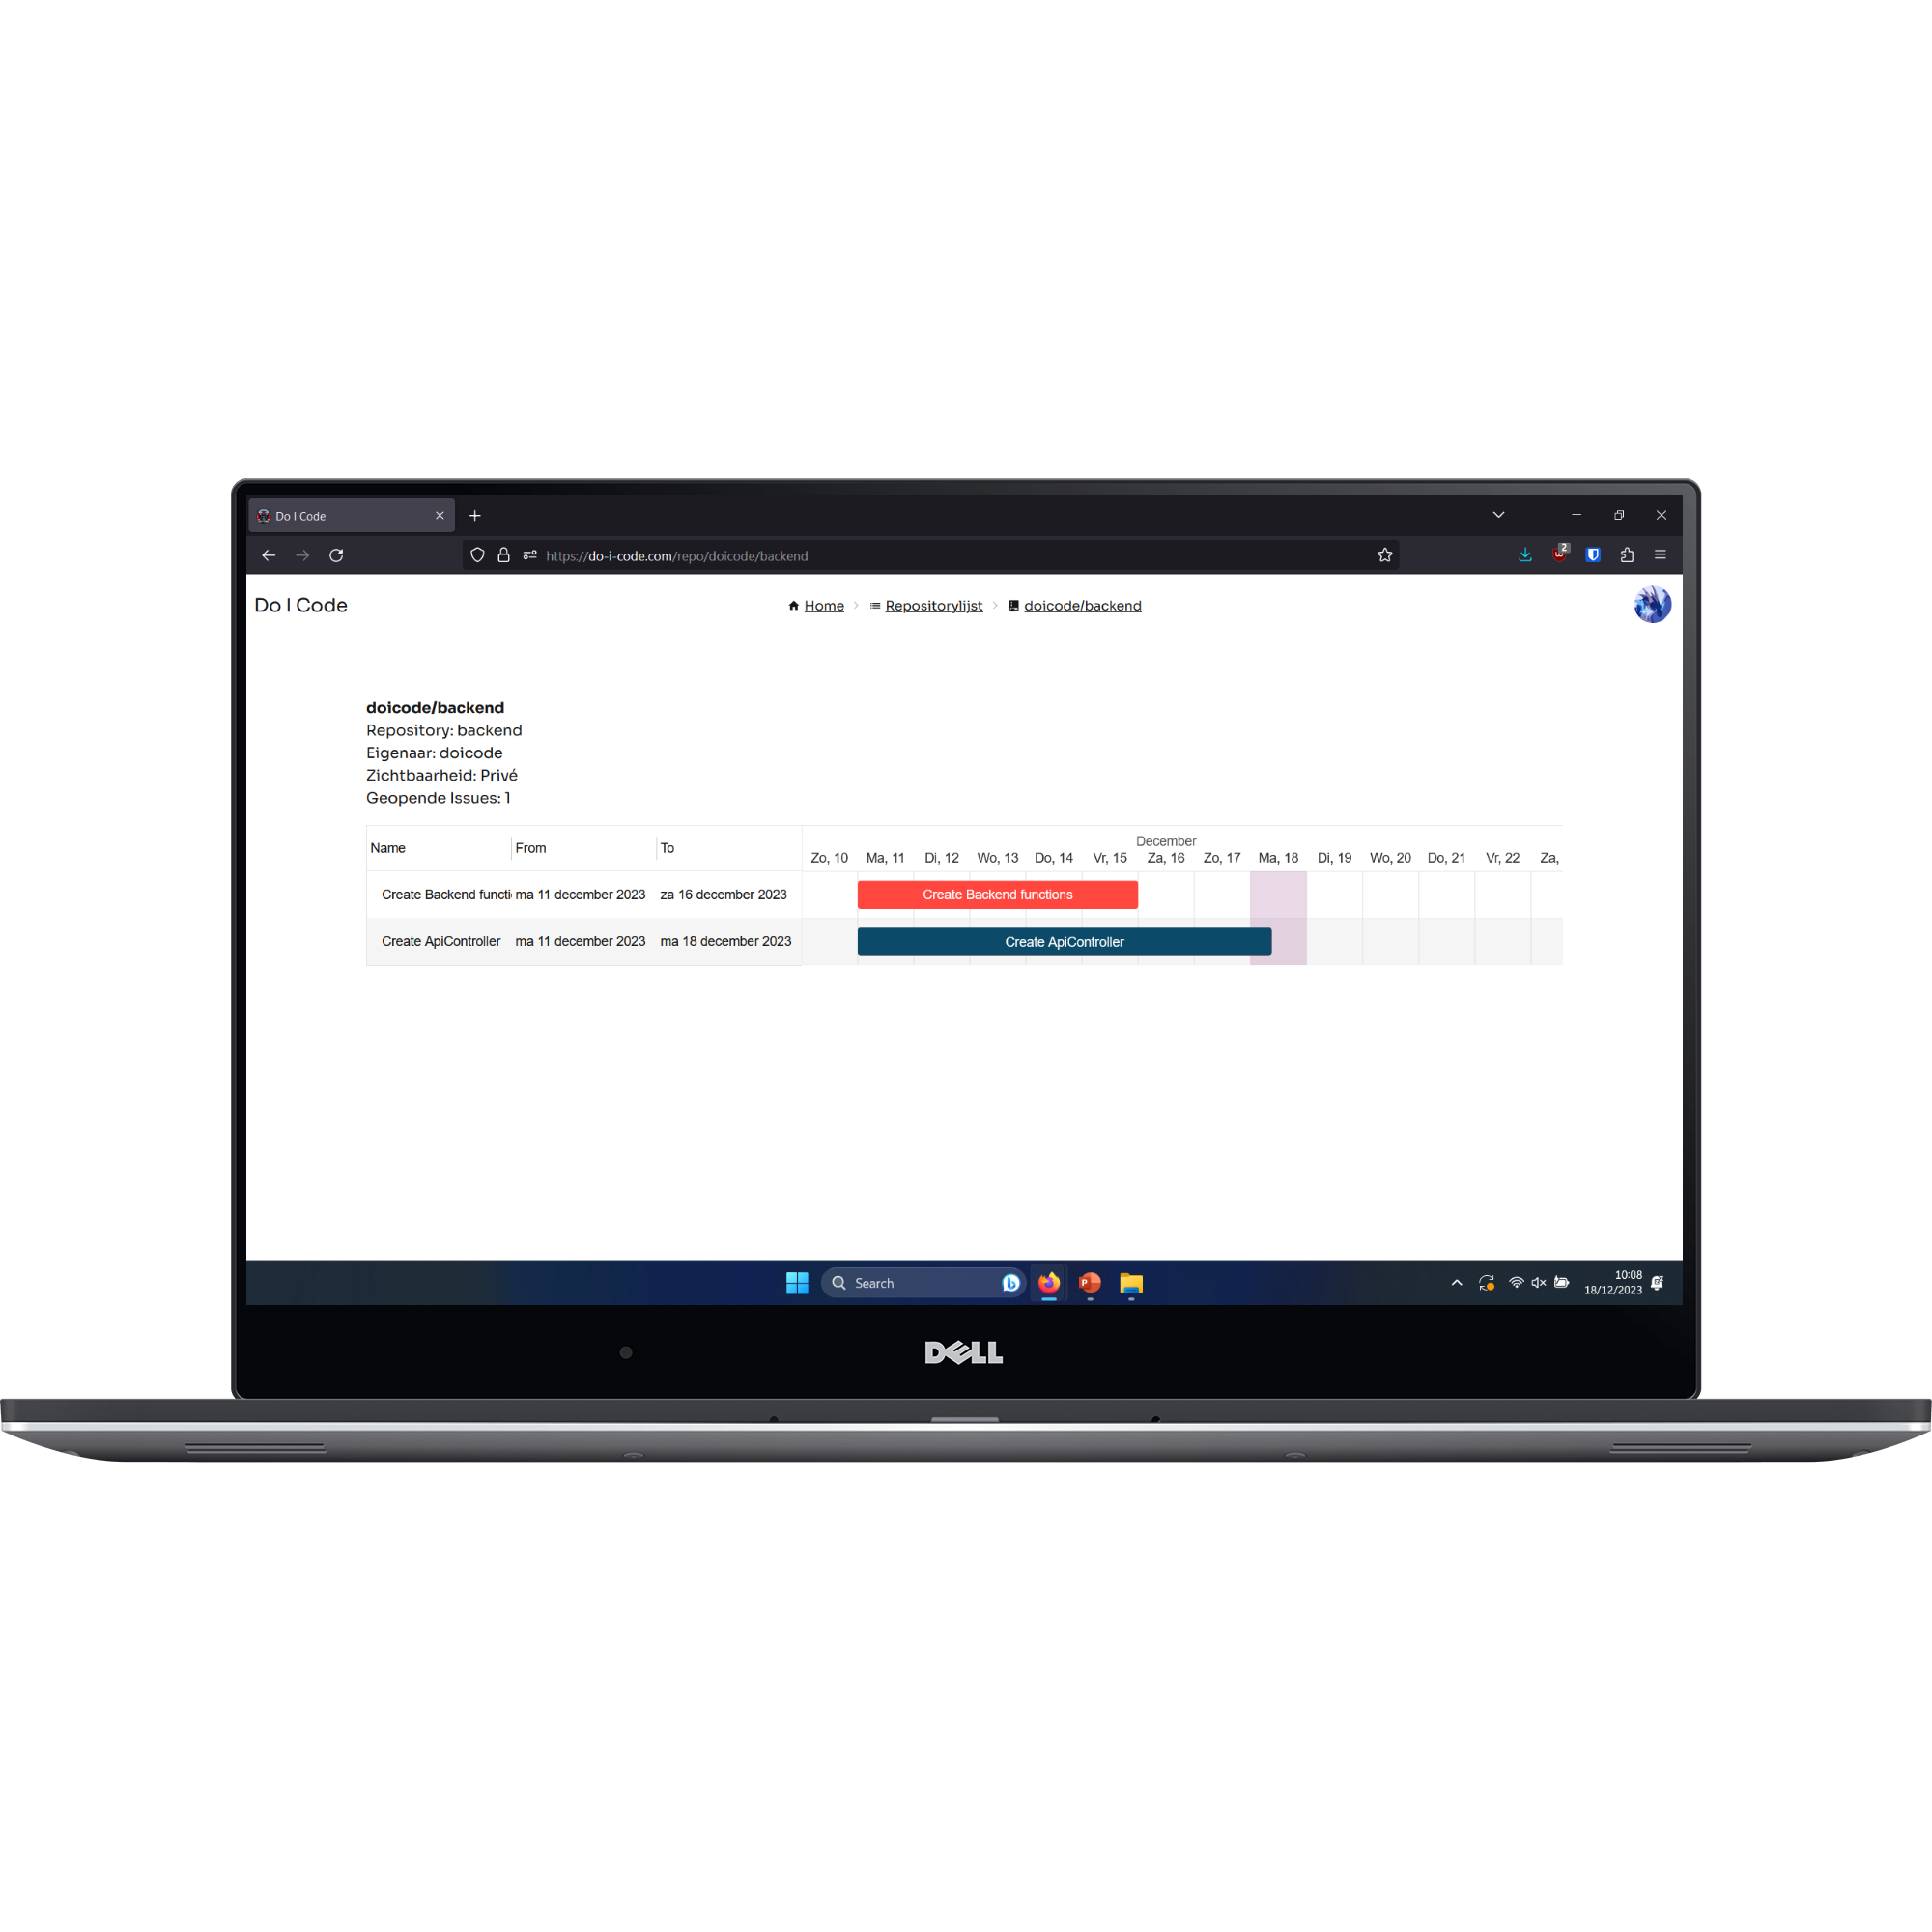 Do I Code
https://do-i-code.com/repo/doicode/backend
2
Do I Code
Home > Repositorylijst > doicode/backend
doicode/backend
Repository: backend
Eigenaar: doicode
Zichtbaarheid: Privé
Geopende Issues: 1
December
Name From To Zo, 10 Ma, 11 Di, 12 Wo, 13 Do, 14 Vr, 15 Za, 16 Zo, 17 Ma, 18 Di, 19 Wo, 20 Do, 21 Vr, 22 Za,
Create Backend functi ma 11 december 2023 za 16 december 2023 Create Backend functions
Create ApiController ma 11 december 2023 ma 18 december 2023 Create ApiController
Search
10:08
18/12/2023
DELL